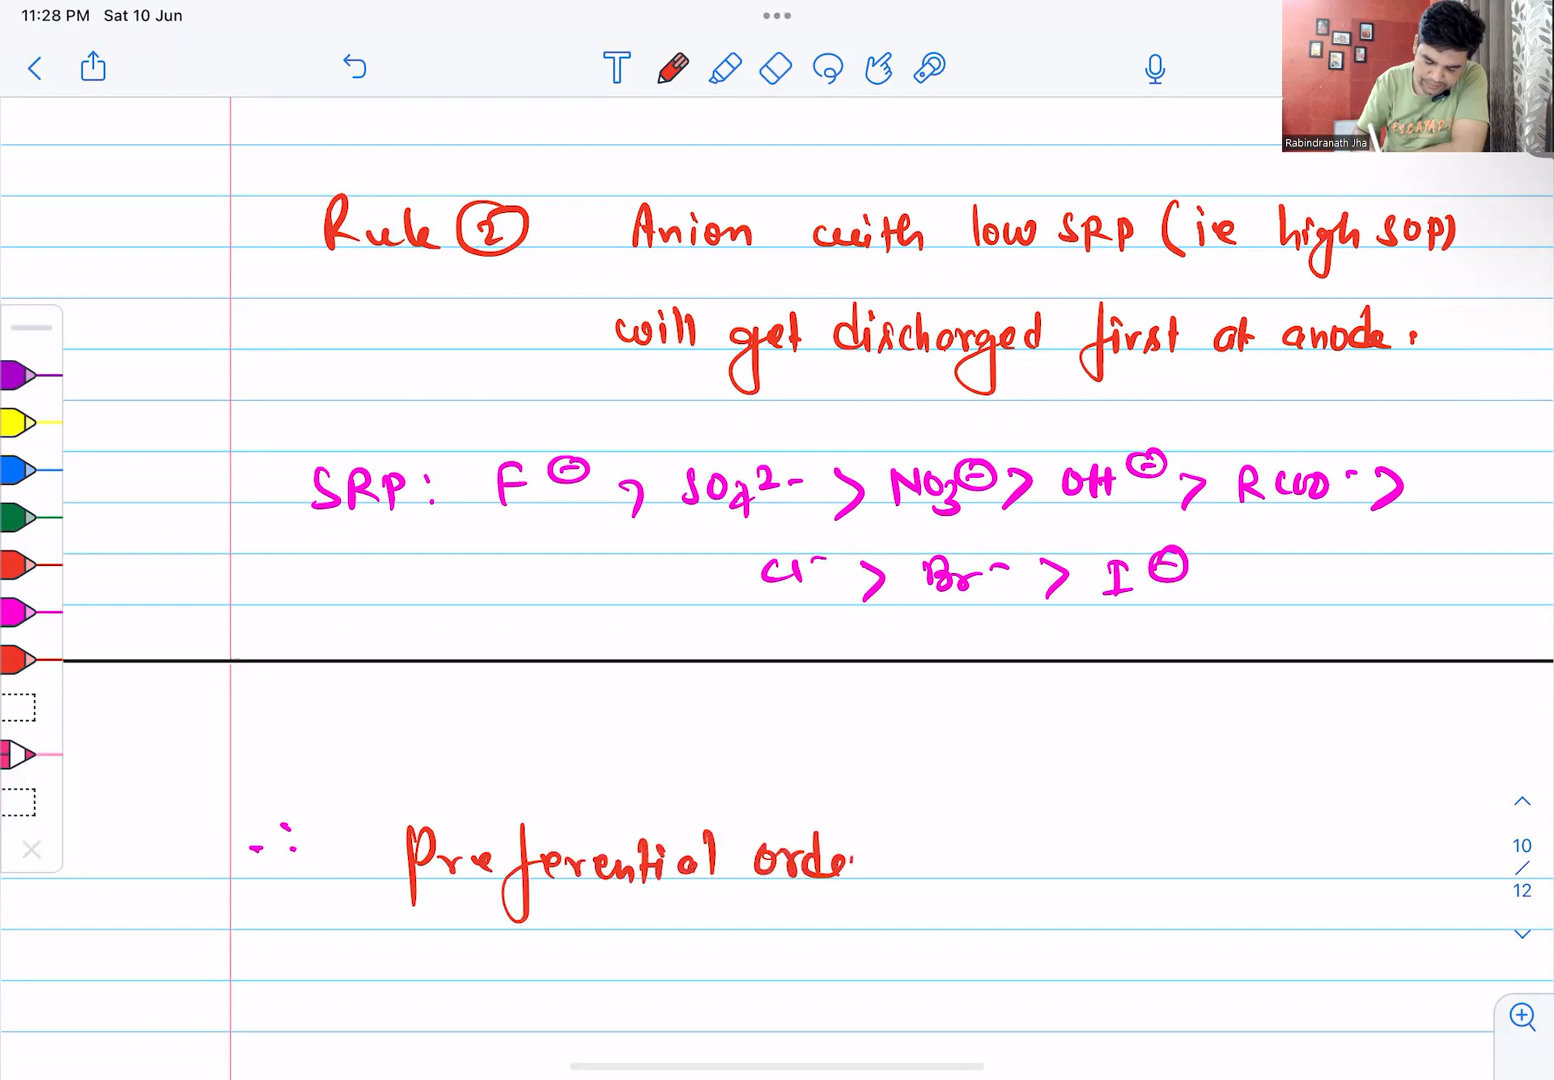 11:28 PM Sat 10 Jun
Rabindranath Jha
Rule ② Anion with low SRP (ie high SOP)
will get discharged first at anode.
SRP: F⊖ > SO₄²⁻ > NO₃⊖ > OH⊖ > RCOO⁻ >
Cl⁻ > Br⁻ > I⊖
∴ Preferential orde
10
/
12